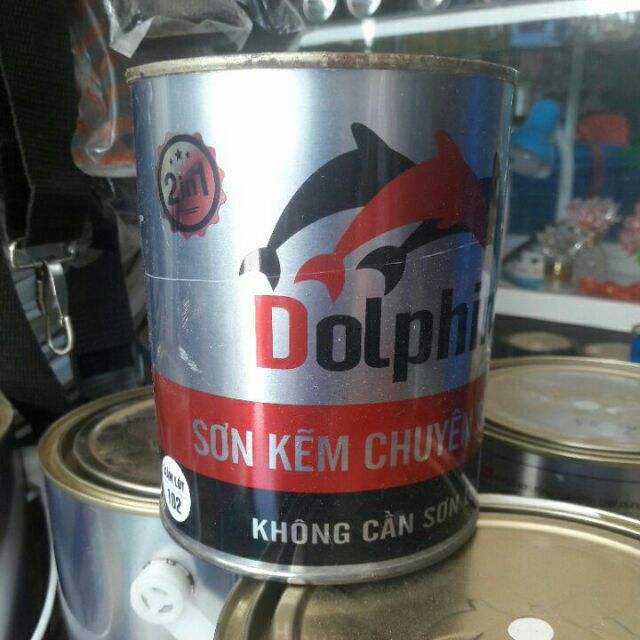 2in1
Dolphi
SƠN KẼM CHUYÊN
KHÔNG CẦN SƠN
102